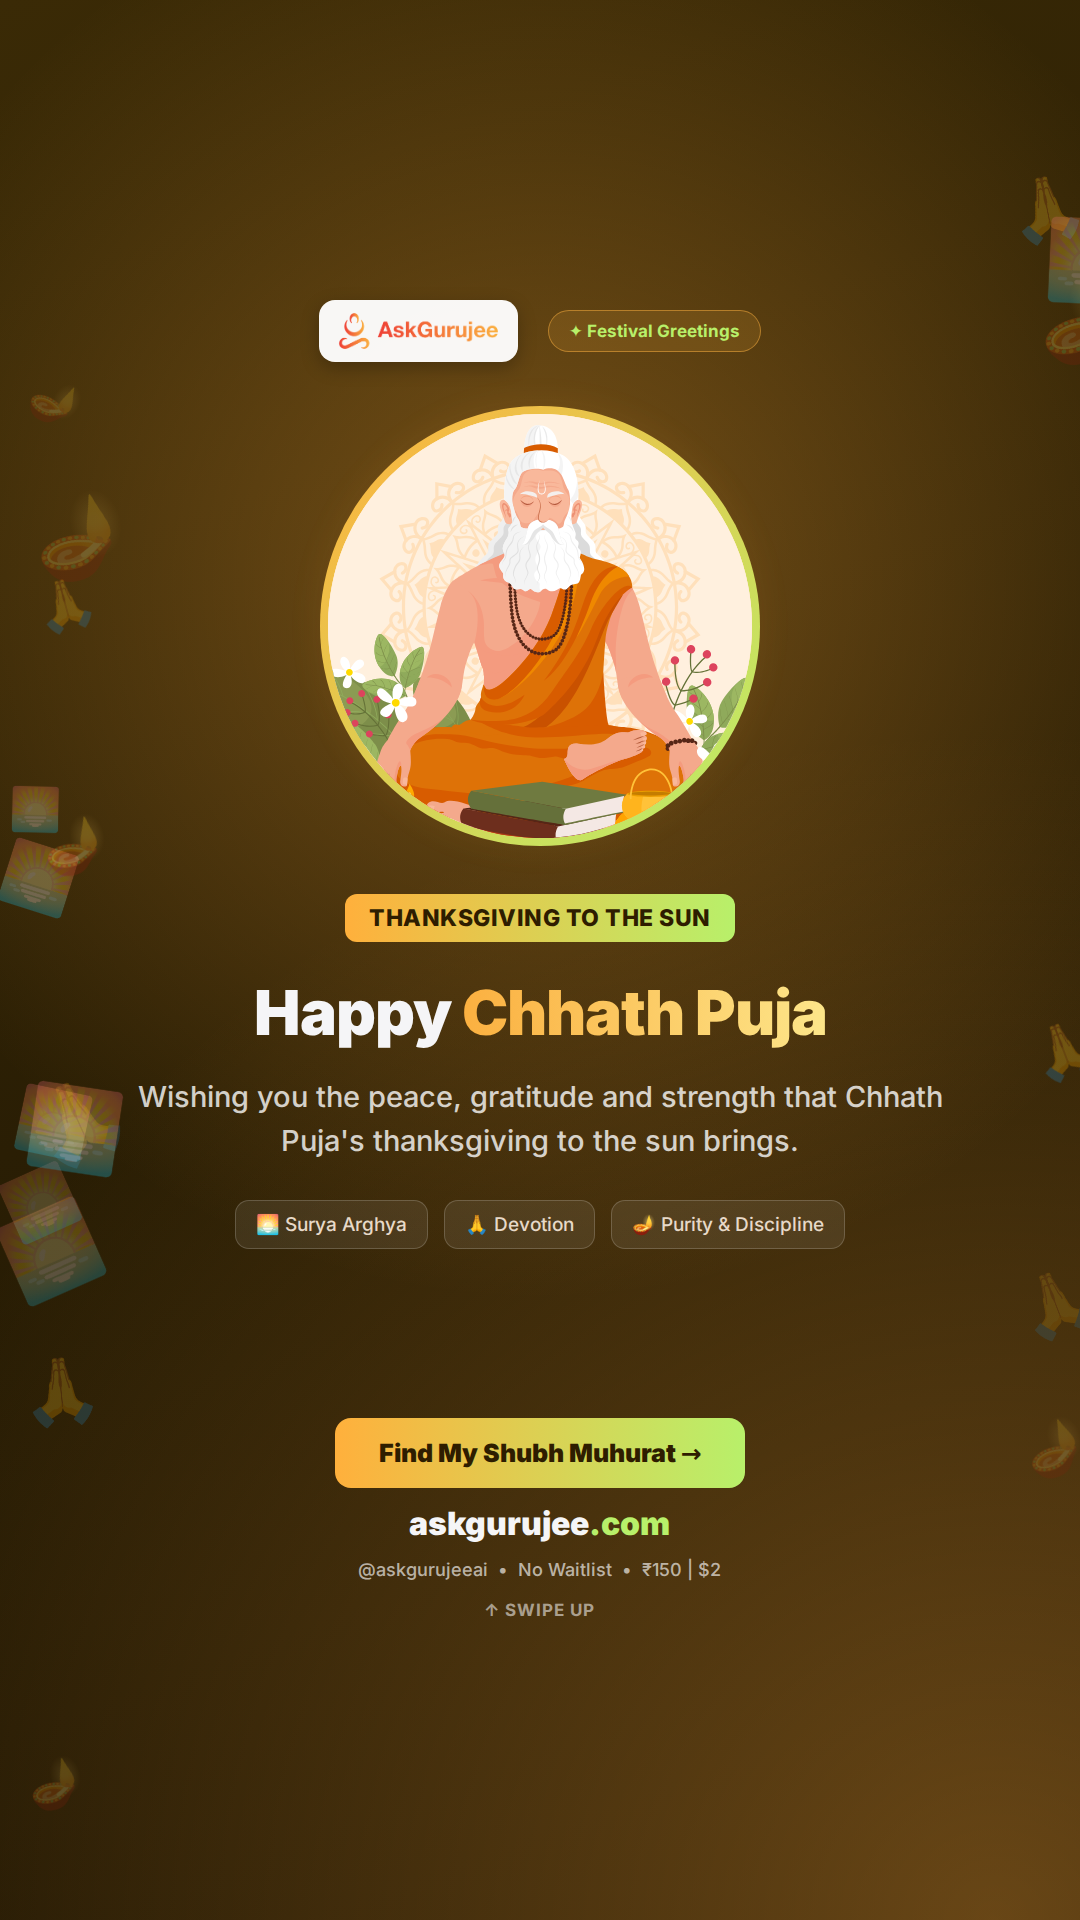 AskGurujee
✦ Festival Greetings
THANKSGIVING TO THE SUN
Happy Chhath Puja
Wishing you the peace, gratitude and strength that Chhath
Puja's thanksgiving to the sun brings.
🌅 Surya Arghya
🙏 Devotion
🪔 Purity & Discipline
Find My Shubh Muhurat →
askgurujee.com
@askgurujeeai • No Waitlist • ₹150 | $2
↑ SWIPE UP